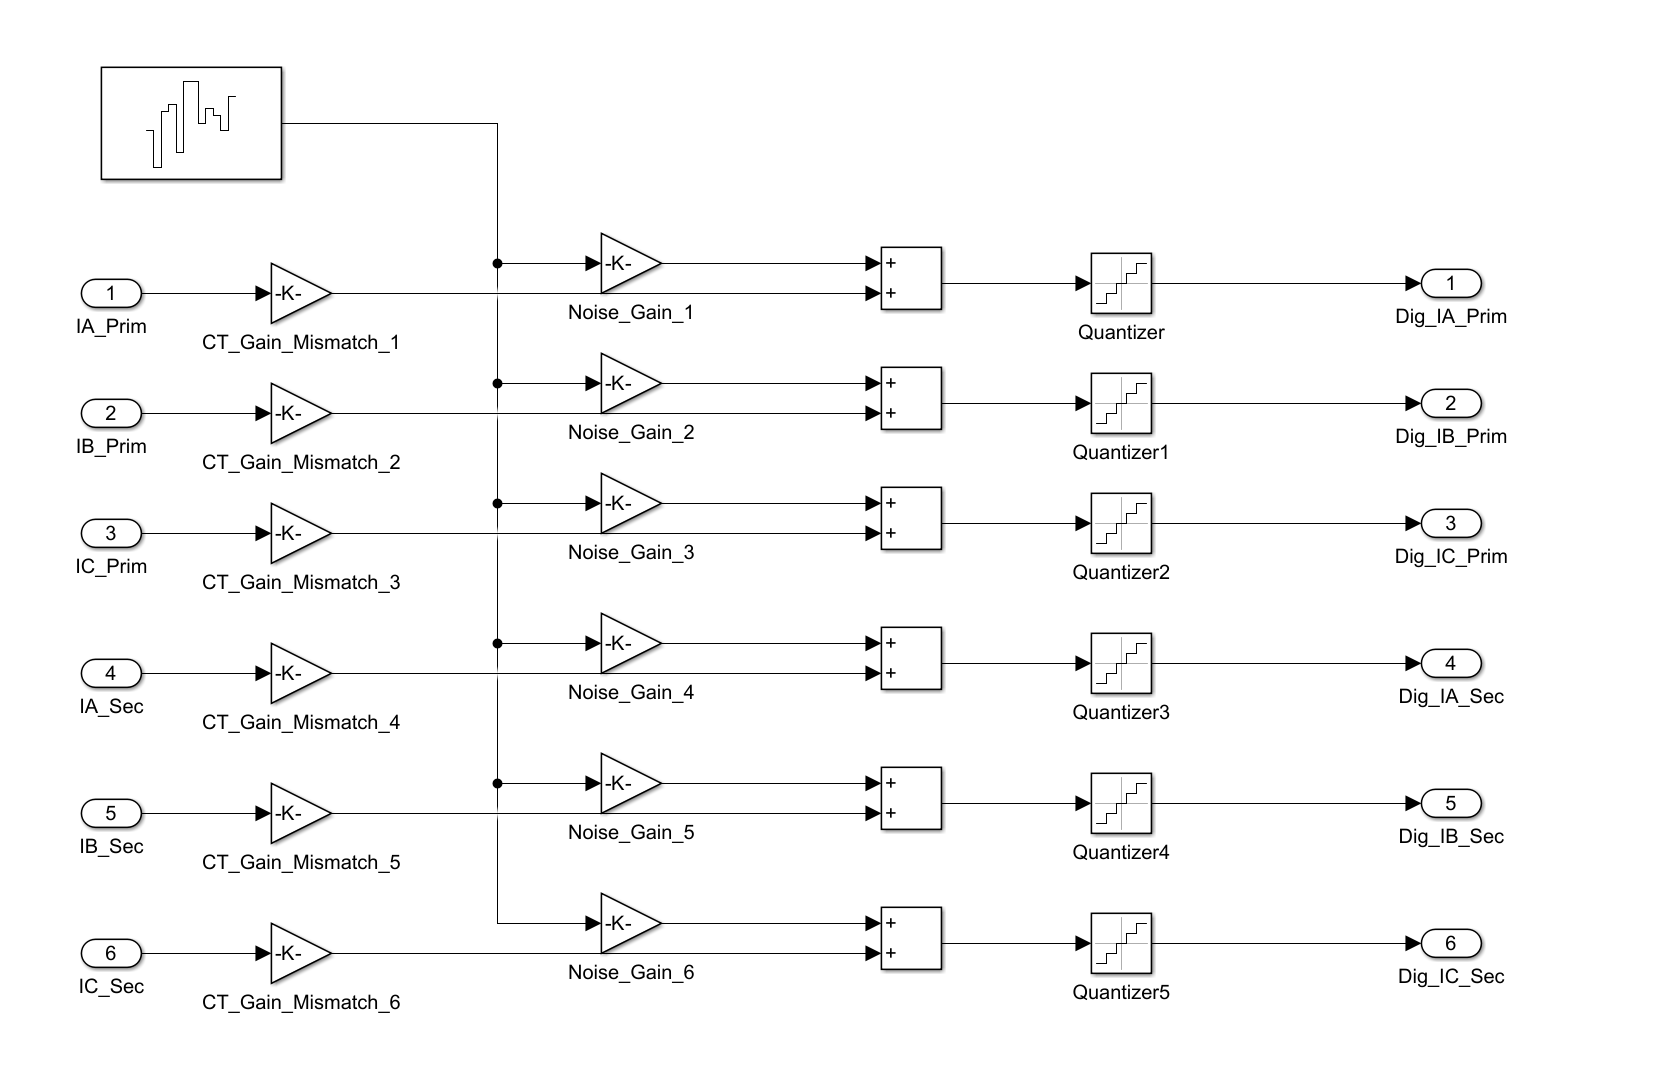 -K-
+
1
-K-
+
1
IA_Prim
CT_Gain_Mismatch_1
Noise_Gain_1
Quantizer
Dig_IA_Prim
-K-
+
2
-K-
+
2
IB_Prim
CT_Gain_Mismatch_2
Noise_Gain_2
Quantizer1
Dig_IB_Prim
-K-
+
3
-K-
+
3
IC_Prim
CT_Gain_Mismatch_3
Noise_Gain_3
Quantizer2
Dig_IC_Prim
-K-
+
4
-K-
+
4
IA_Sec
CT_Gain_Mismatch_4
Noise_Gain_4
Quantizer3
Dig_IA_Sec
-K-
+
5
-K-
+
5
IB_Sec
CT_Gain_Mismatch_5
Noise_Gain_5
Quantizer4
Dig_IB_Sec
-K-
+
6
-K-
+
6
IC_Sec
CT_Gain_Mismatch_6
Noise_Gain_6
Quantizer5
Dig_IC_Sec